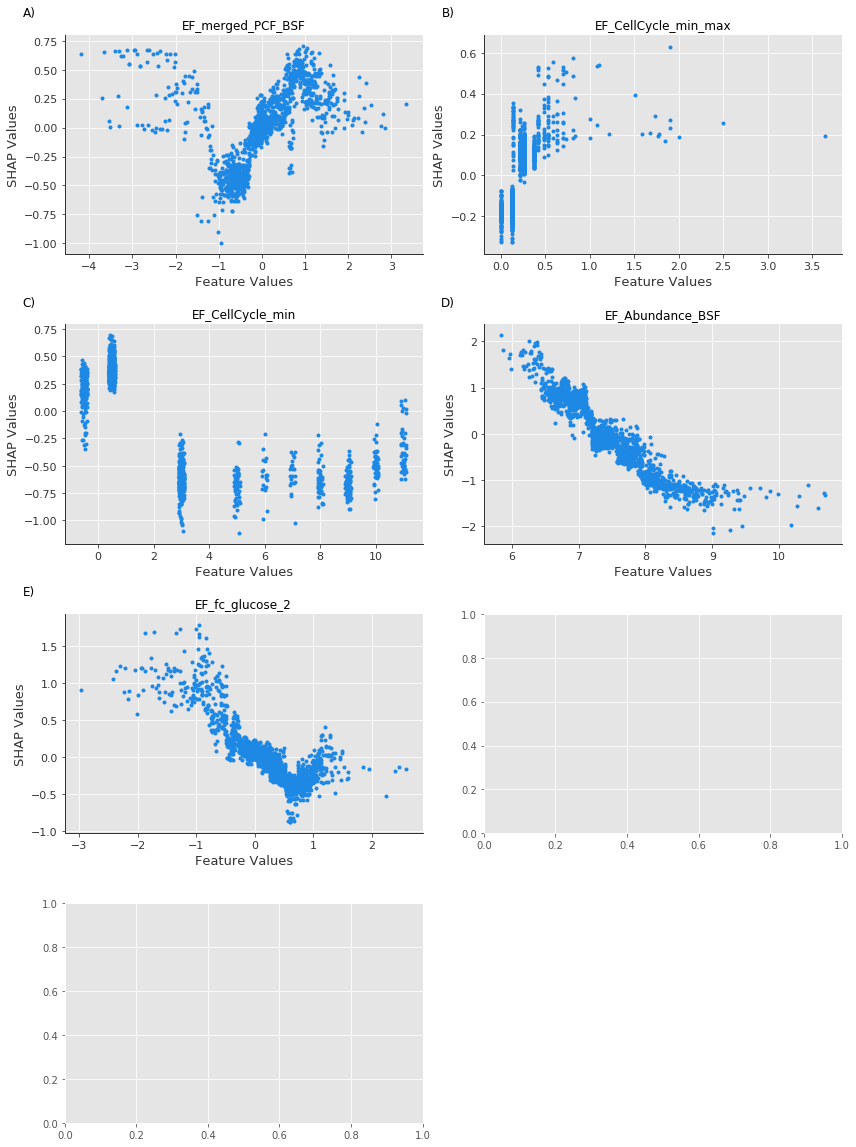 A)
EF_merged_PCF_BSF
0.75
0.50
0.25
0.00
−0.25
−0.50
−0.75
−1.00
SHAP Values
−4 −3 −2 −1 0 1 2 3
Feature Values
B)
EF_CellCycle_min_max
0.6
0.4
0.2
0.0
−0.2
SHAP Values
0.0 0.5 1.0 1.5 2.0 2.5 3.0 3.5
Feature Values
C)
EF_CellCycle_min
0.75
0.50
0.25
0.00
−0.25
−0.50
−0.75
−1.00
SHAP Values
0 2 4 6 8 10
Feature Values
D)
EF_Abundance_BSF
2
1
0
−1
−2
SHAP Values
6 7 8 9 10
Feature Values
E)
EF_fc_glucose_2
1.5
1.0
0.5
0.0
−0.5
−1.0
SHAP Values
−3 −2 −1 0 1 2
Feature Values
1.0
0.8
0.6
0.4
0.2
0.0
0.0 0.2 0.4 0.6 0.8 1.0
1.0
0.8
0.6
0.4
0.2
0.0
0.0 0.2 0.4 0.6 0.8 1.0